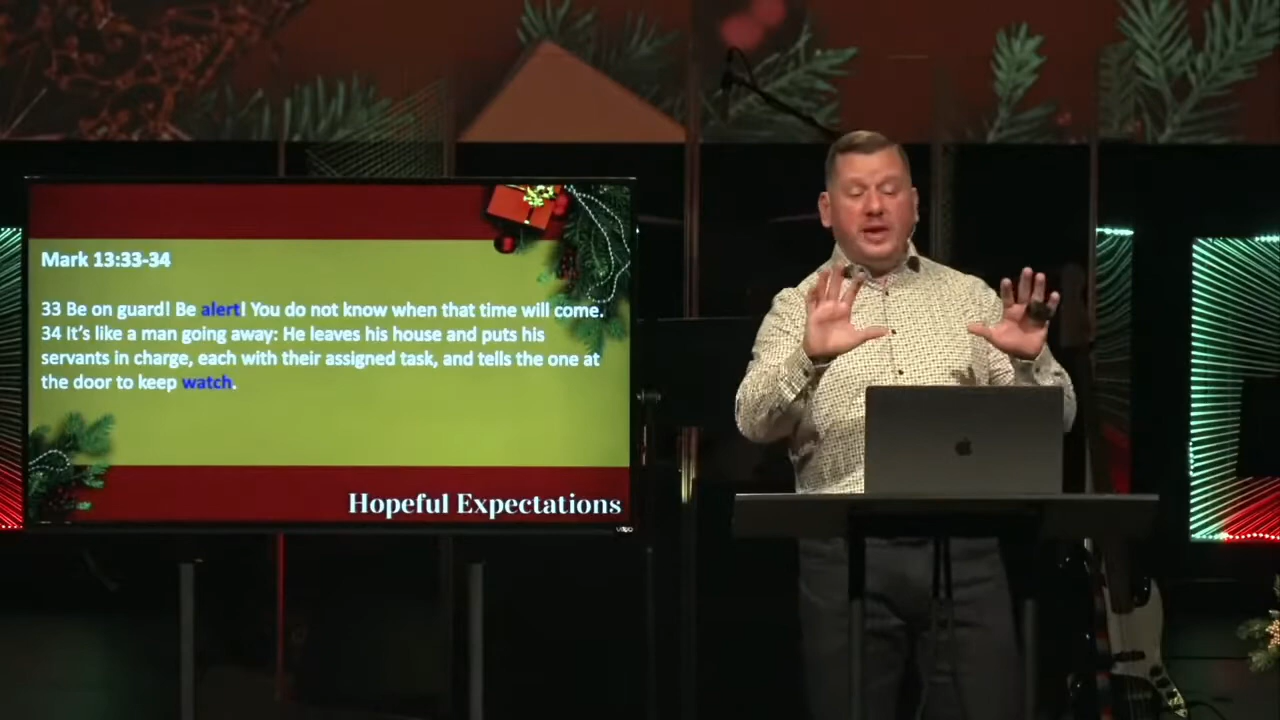 Mark 13:33-34
33 Be on guard! Be alert! You do not know when that time will come.
34 It's like a man going away: He leaves his house and puts his
servants in charge, each with their assigned task, and tells the one at
the door to keep watch.
Hopeful Expectations
VIZIO